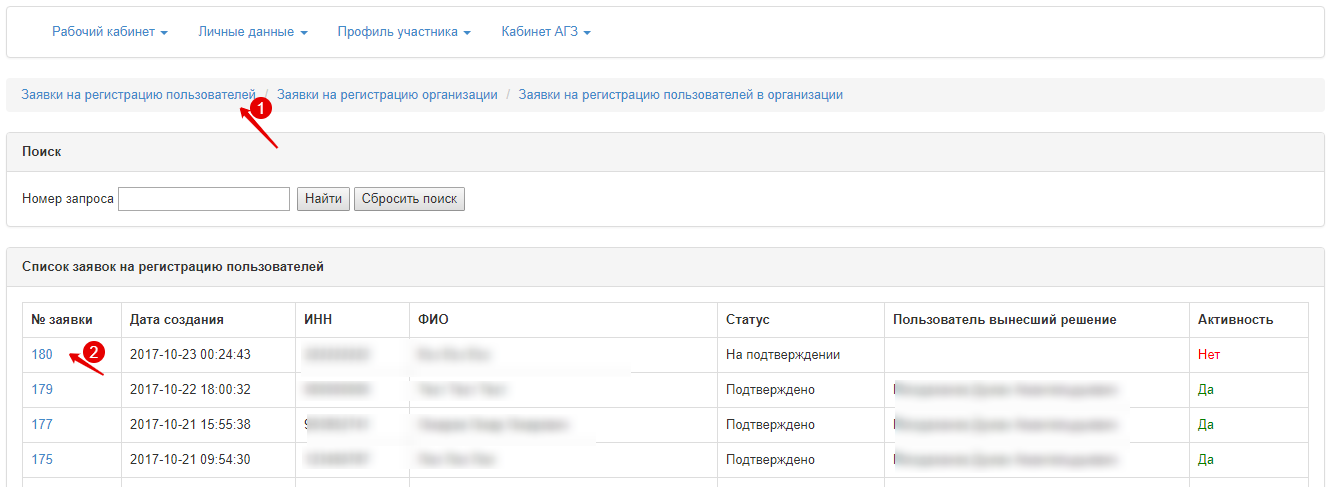 Рабочий кабинет Личные данные Профиль участника Кабинет АГЗ
Заявки на регистрацию пользователей / Заявки на регистрацию организации / Заявки на регистрацию пользователей в организации
1
Поиск
Номер запроса Найти Сбросить поиск
Список заявок на регистрацию пользователей
№ заявки Дата создания ИНН ФИО Статус Пользователь вынесший решение Активность
180 2 2017-10-23 00:24:43 На подтверждении Нет
179 2017-10-22 18:00:32 Подтверждено Да
177 2017-10-21 15:55:38 Подтверждено Да
175 2017-10-21 09:54:30 Подтверждено Да